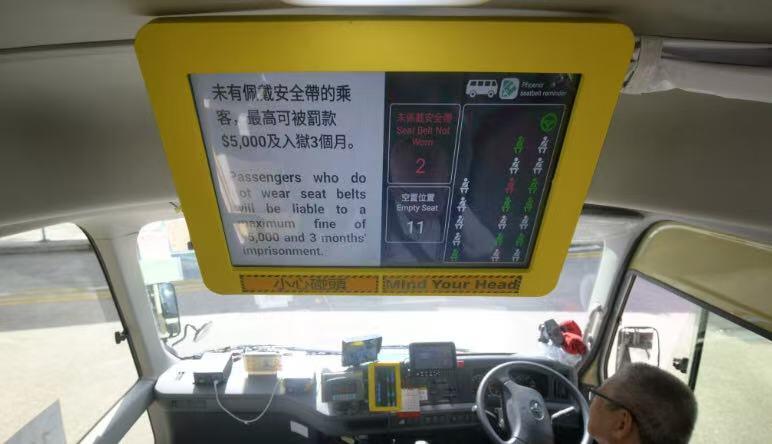 未有佩戴安全帶的乘
客，最高可被罰款
$5,000及入獄3個月。
Passengers who do
not wear seat belts
will be liable to a
maximum fine of
$5,000 and 3 months'
imprisonment.
未佩戴安全帶
Seat Belt Not
Worn
2
空置位置
Empty Seat
11
Phoenix
seatbelt reminder
小心碰頭
Mind Your Head